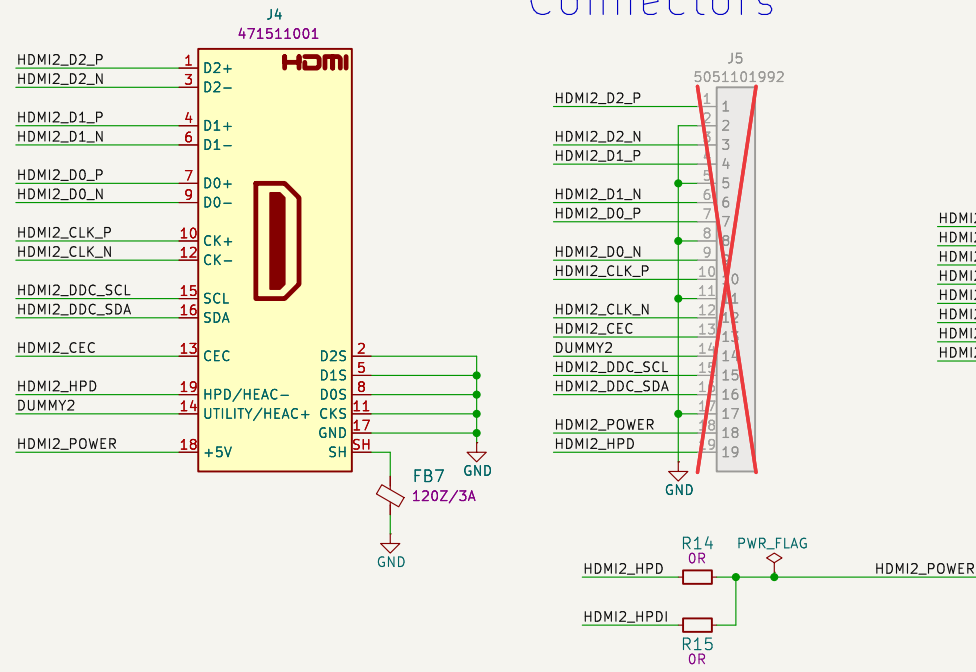 Connectors
J4
471511001
HDMI
HDMI2_D2_P 1 D2+
HDMI2_D2_N 3 D2-
HDMI2_D1_P 4 D1+
HDMI2_D1_N 6 D1-
HDMI2_D0_P 7 D0+
HDMI2_D0_N 9 D0-
HDMI2_CLK_P 10 CK+
HDMI2_CLK_N 12 CK-
HDMI2_DDC_SCL 15 SCL
HDMI2_DDC_SDA 16 SDA
HDMI2_CEC 13 CEC
D2S 2
D1S 5
HDMI2_HPD 19 HPD/HEAC- D0S 8
DUMMY2 14 UTILITY/HEAC+ CKS 11
GND 17
HDMI2_POWER 18 +5V SH SH
GND
FB7
120Z/3A
GND
J5
5051101992
HDMI2_D2_P 1 1
2 2
HDMI2_D2_N 3 3
HDMI2_D1_P 4
5 5
HDMI2_D1_N 6 6
HDMI2_D0_P 7 7
8 8
HDMI2_D0_N 9
HDMI2_CLK_P 10 10
11 11
HDMI2_CLK_N 12 12
HDMI2_CEC 13 13
DUMMY2 14 14
HDMI2_DDC_SCL 15 15
HDMI2_DDC_SDA 16 16
17 17
HDMI2_POWER 18 18
HDMI2_HPD 19 19
GND
R14
0R
PWR_FLAG
HDMI2_HPD
HDMI2_POWER
HDMI2_HPDI
R15
0R